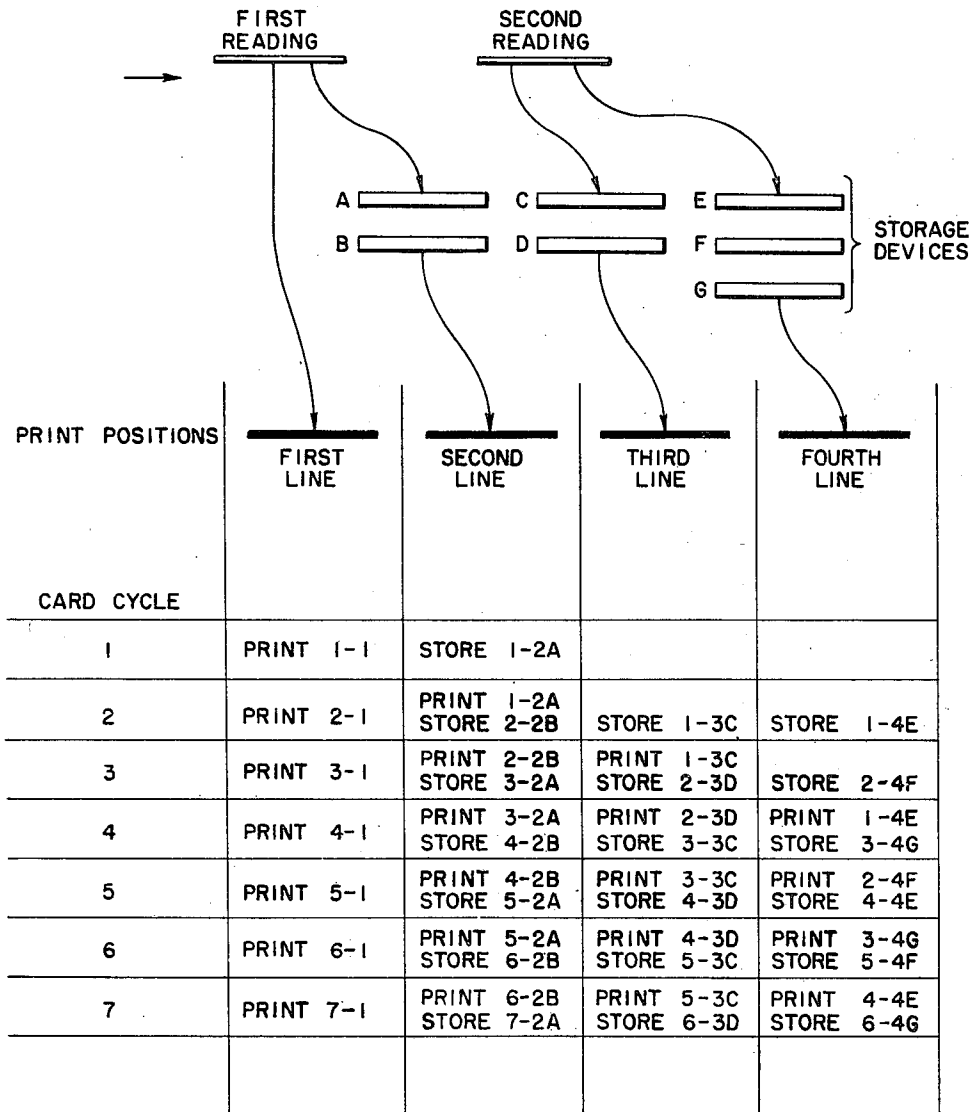 FIRST
READING
SECOND
READING
A
C
E
B
D
F
G
STORAGE
DEVICES
PRINT POSITIONS
FIRST
LINE
SECOND
LINE
THIRD
LINE
FOURTH
LINE
CARD CYCLE
1 PRINT 1-1 STORE 1-2A
PRINT 1-2A
2 PRINT 2-1 STORE 2-2B STORE 1-3C STORE 1-4E
PRINT 2-2B PRINT 1-3C
3 PRINT 3-1 STORE 3-2A STORE 2-3D STORE 2-4F
PRINT 3-2A PRINT 2-3D PRINT 1-4E
4 PRINT 4-1 STORE 4-2B STORE 3-3C STORE 3-4G
PRINT 4-2B PRINT 3-3C PRINT 2-4F
5 PRINT 5-1 STORE 5-2A STORE 4-3D STORE 4-4E
PRINT 5-2A PRINT 4-3D PRINT 3-4G
6 PRINT 6-1 STORE 6-2B STORE 5-3C STORE 5-4F
PRINT 6-2B PRINT 5-3C PRINT 4-4E
7 PRINT 7-1 STORE 7-2A STORE 6-3D STORE 6-4G